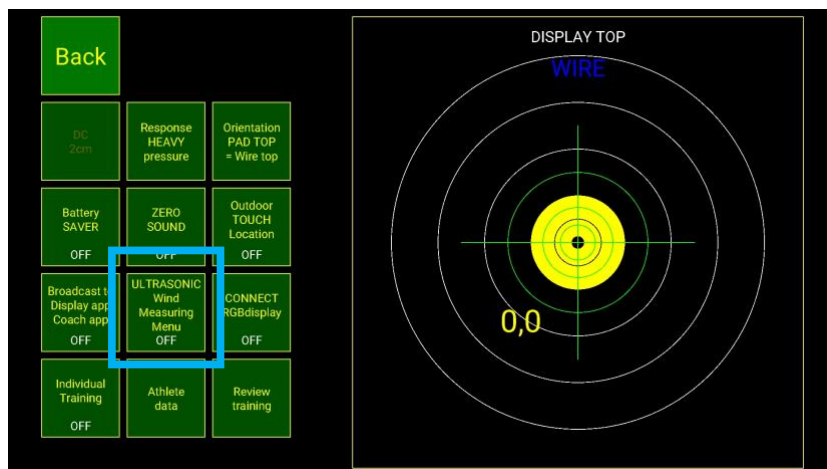 Back
DC
2cm
Response
HEAVY
pressure
Orientation
PAD TOP
= Wire top
Battery
SAVER
OFF
ZERO
SOUND
OFF
Outdoor
TOUCH
Location
OFF
Broadcast t
Display app
Coach app
OFF
ULTRASONIC
Wind
Measuring
Menu
OFF
CONNECT
RGBdisplay
OFF
Individual
Training
OFF
Athlete
data
Review
training
DISPLAY TOP
WIRE
0,0